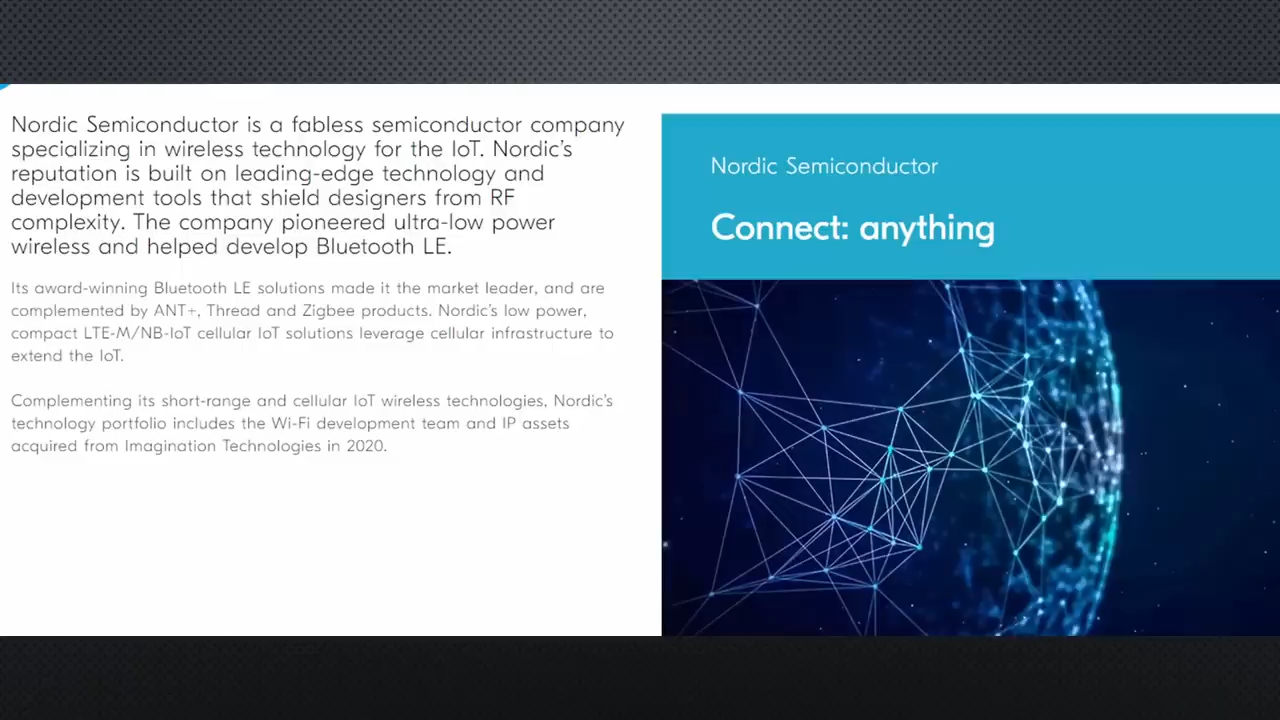 Nordic Semiconductor is a fabless semiconductor company
specializing in wireless technology for the IoT. Nordic's
reputation is built on leading-edge technology and
development tools that shield designers from RF
complexity. The company pioneered ultra-low power
wireless and helped develop Bluetooth LE.
Its award-winning Bluetooth LE solutions made it the market leader, and are
complemented by ANT+, Thread and Zigbee products. Nordic's low power,
compact LTE-M/NB-IoT cellular IoT solutions leverage cellular infrastructure to
extend the IoT.
Complementing its short-range and cellular IoT wireless technologies, Nordic's
technology portfolio includes the Wi-Fi development team and IP assets
acquired from Imagination Technologies in 2020.
Nordic Semiconductor
Connect: anything